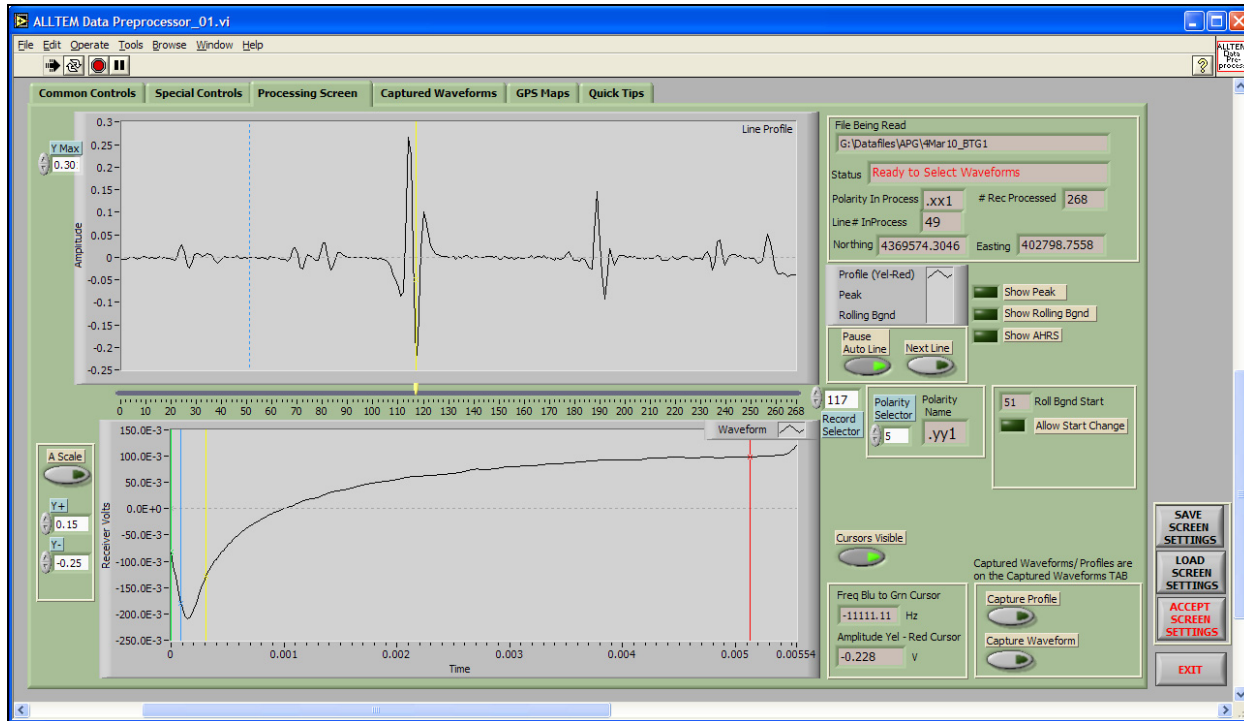 ALLTEM Data Preprocessor_01.vi
File Edit Operate Tools Browse Window Help
ALLTEM
Data
Pre-
process
Common Controls Special Controls Processing Screen Captured Waveforms GPS Maps Quick Tips
Line Profile
Y Max
0.30
0.3
0.25
0.2
0.15
0.1
0.05
0
-0.05
-0.1
-0.15
-0.2
-0.25
Amplitude
File Being Read
G:\Datafiles\APG\4Mar10_BTG1
Status Ready to Select Waveforms
Polarity In Process .xx1 # Rec Processed 268
Line# InProcess 49
Northing 4369574.3046 Easting 402798.7558
Profile (Yel-Red)
Peak
Rolling Bgnd
Show Peak
Show Rolling Bgnd
Show AHRS
Pause
Auto Line
Next Line
0 10 20 30 40 50 60 70 80 90 100 110 120 130 140 150 160 170 180 190 200 210 220 230 240 250 260 268
117
Record
Selector
Polarity
Selector
5
Polarity
Name
.yy1
51 Roll Bgnd Start
Allow Start Change
Waveform
A Scale
Y+
0.15
Y-
-0.25
150.0E-3
100.0E-3
50.0E-3
0.0E+0
-50.0E-3
-100.0E-3
-150.0E-3
-200.0E-3
-250.0E-3
Receiver Volts
0 0.001 0.002 0.003 0.004 0.005 0.00554
Time
Cursors Visible
Freq Blu to Grn Cursor
-11111.11 Hz
Amplitude Yel - Red Cursor
-0.228 V
Captured Waveforms/ Profiles are
on the Captured Waveforms TAB
Capture Profile
Capture Waveform
SAVE
SCREEN
SETTINGS
LOAD
SCREEN
SETTINGS
ACCEPT
SCREEN
SETTINGS
EXIT